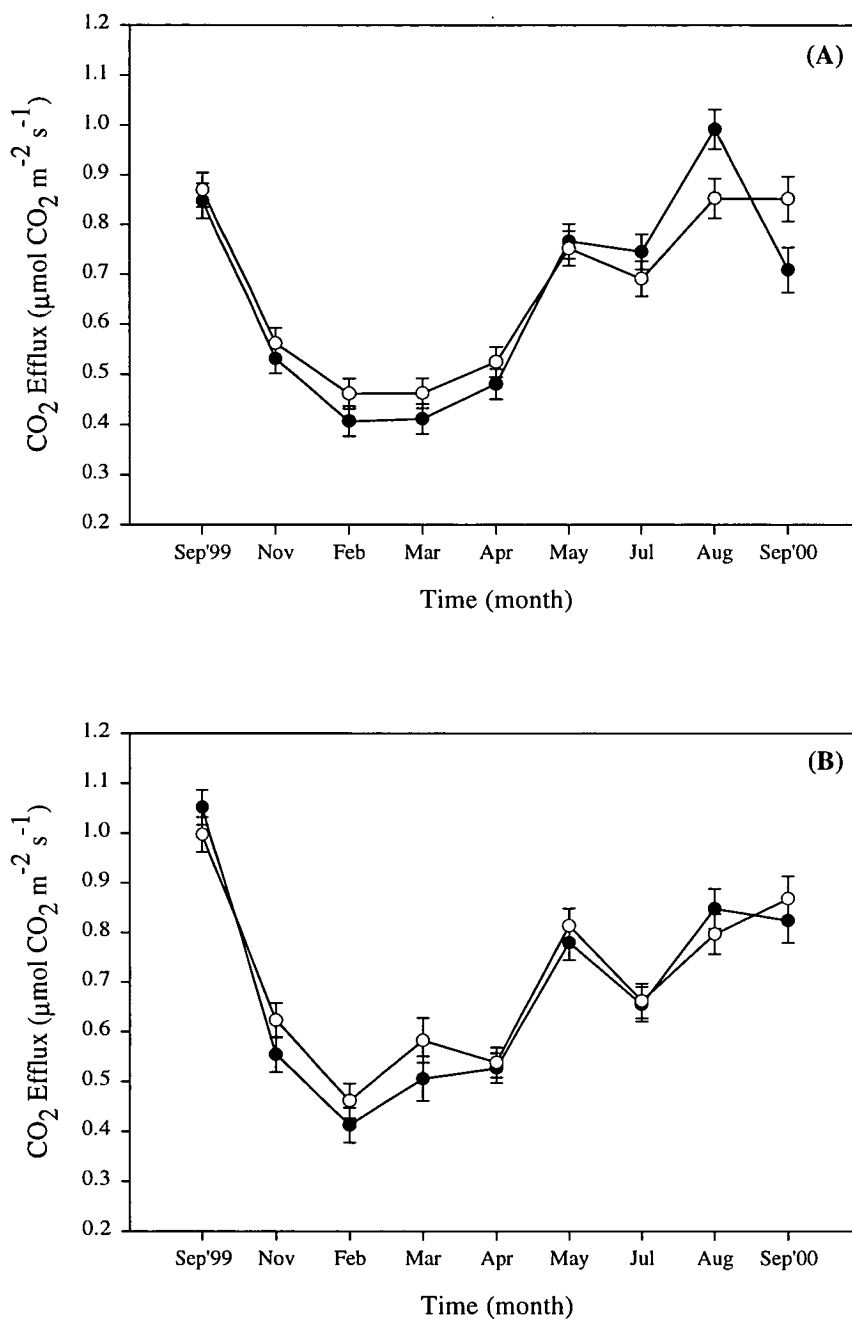 (A)
1.2
1.1
1.0
0.9
0.8
0.7
0.6
0.5
0.4
0.3
0.2
CO₂ Efflux (μmol CO₂ m⁻² s⁻¹)
Sep'99 Nov Feb Mar Apr May Jul Aug Sep'00
Time (month)
(B)
1.2
1.1
1.0
0.9
0.8
0.7
0.6
0.5
0.4
0.3
0.2
CO₂ Efflux (μmol CO₂ m⁻² s⁻¹)
Sep'99 Nov Feb Mar Apr May Jul Aug Sep'00
Time (month)